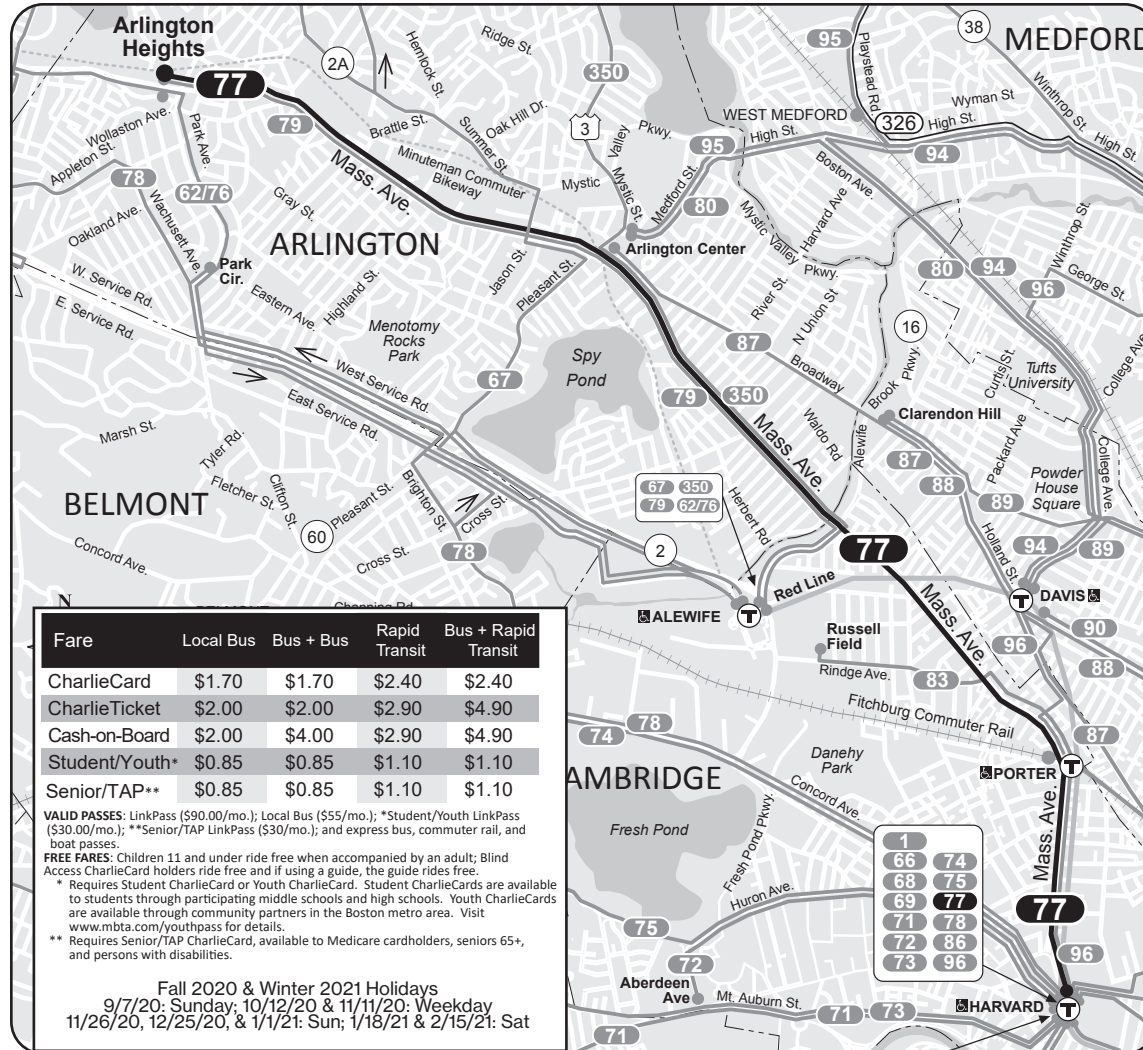 Arlington
Heights
77
79
2A
Hemlock St.
Ridge St.
350
3
Oak Hill Dr.
Summer St.
Brattle St.
Minuteman Commuter
Bikeway
Mass. Ave.
Wollaston Ave.
Park Ave.
Appleton St.
78
62/76
Gray St.
Oakland Ave.
Wachusett Ave.
ARLINGTON
Park
Cir.
W. Service Rd.
E. Service Rd.
Eastern Ave.
Highland St.
Jason St.
Pleasant St.
Menotomy
Rocks
Park
West Service Rd.
East Service Rd.
67
Spy
Pond
Mystic
Valley
Pkwy.
Mystic St.
Medford St.
95
80
Arlington Center
95
Playstead Rd.
38
MEDFORD
WEST MEDFORD
High St.
326
High St.
Wyman St
Winthrop St.
High St.
94
Boston Ave.
Mystic Valley
Pkwy.
Harvard Ave
River St.
N Union St
80
94
96
Winthrop St.
George St.
16
87
Broadway
Alewife
Brook
Pkwy.
Curtis St.
Tufts
University
College Ave
Clarendon Hill
79
350
Mass. Ave.
Waldo Rd
87
88
Packard Ave
89
Powder
House
Square
College Ave.
Holland St.
94
89
Marsh St.
Tyler Rd.
Fletcher St.
Clifton St.
BELMONT
60
Pleasant St.
Brighton St.
Cross St.
Cross St.
78
Concord Ave.
Channing Rd.
N
67
350
79
62/76
Herbert Rd
2
77
Red Line
T
ALEWIFE
T
DAVIS
90
96
88
Mass. Ave.
Russell
Field
Rindge Ave.
83
Fitchburg Commuter Rail
87
T
PORTER
Mass. Ave.
Fare
Local Bus
Bus + Bus
Rapid
Transit
Bus + Rapid
Transit
CharlieCard $1.70 $1.70 $2.40 $2.40
CharlieTicket $2.00 $2.00 $2.90 $4.90
Cash-on-Board $2.00 $4.00 $2.90 $4.90
Student/Youth* $0.85 $0.85 $1.10 $1.10
Senior/TAP** $0.85 $0.85 $1.10 $1.10
VALID PASSES: LinkPass ($90.00/mo.); Local Bus ($55/mo.); *Student/Youth LinkPass
($30.00/mo.); **Senior/TAP LinkPass ($30/mo.); and express bus, commuter rail, and
boat passes.
FREE FARES: Children 11 and under ride free when accompanied by an adult; Blind
Access CharlieCard holders ride free and if using a guide, the guide rides free.
* Requires Student CharlieCard or Youth CharlieCard. Student CharlieCards are available
to students through participating middle schools and high schools. Youth CharlieCards
are available through community partners in the Boston metro area. Visit
www.mbta.com/youthpass for details.
** Requires Senior/TAP CharlieCard, available to Medicare cardholders, seniors 65+,
and persons with disabilities.
Fall 2020 & Winter 2021 Holidays
9/7/20: Sunday; 10/12/20 & 11/11/20: Weekday
11/26/20, 12/25/20, & 1/1/21: Sun; 1/18/21 & 2/15/21: Sat
74
78
AMBRIDGE
Danehy
Park
Concord Ave.
Fresh Pond
Fresh Pond Pkwy.
Huron Ave.
75
72
Aberdeen
Ave
Mt. Auburn St.
71
71
73
1
66
74
68
75
69
77
71
78
72
86
73
96
77
96
HARVARD
T